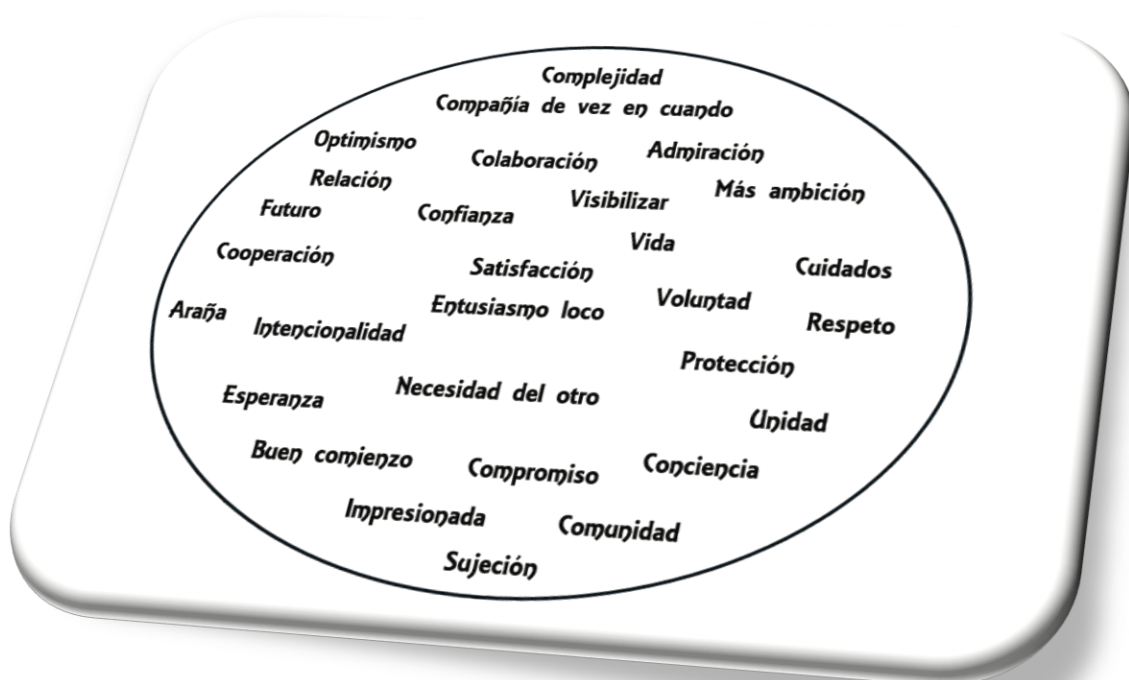 Complejidad
Compañía de vez en cuando
Optimismo
Colaboración
Admiración
Relación
Visibilizar
Más ambición
Futuro
Confianza
Vida
Cooperación
Satisfacción
Cuidados
Araña
Intencionalidad
Entusiasmo loco
Voluntad
Respeto
Protección
Esperanza
Necesidad del otro
Unidad
Buen comienzo
Compromiso
Conciencia
Impresionada
Comunidad
Sujeción